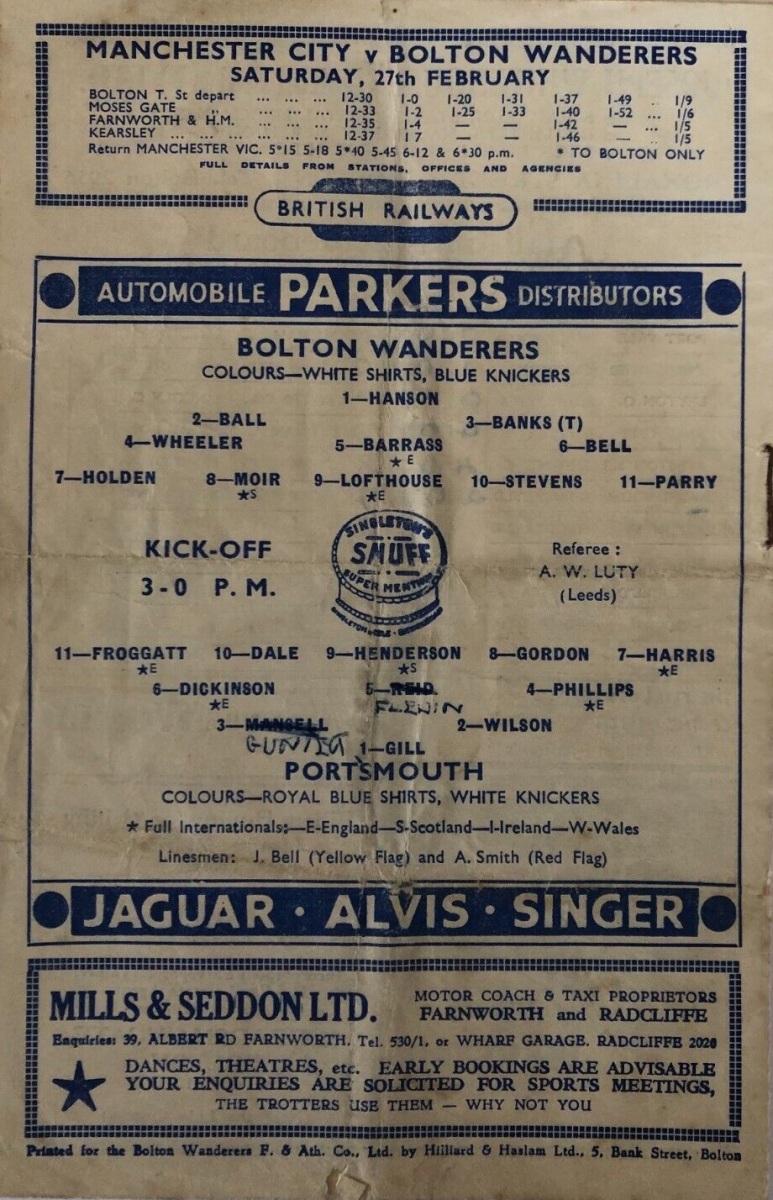 MANCHESTER CITY v BOLTON WANDERERS
SATURDAY, 27th FEBRUARY
BOLTON T. St depart ... ... ... 12-30 1-0 1-20 1-31 1-37 1-49 .. 1/9
MOSES GATE ,, ... ... ... 12-33 1-2 1-25 1-33 1-40 1-52 ... 1/6
FARNWORTH & H.M. ... ... ... 12-35 1-4 — — 1-42 — ... 1/5
KEARSLEY ... ... ... ... ... ... 12-37 1 7 — — 1-46 — .. 1/5
Return MANCHESTER VIC. 5*15 5-18 5*40 5-45 6-12 & 6*30 p.m. * TO BOLTON ONLY
FULL DETAILS FROM STATIONS, OFFICES AND AGENCIES
BRITISH RAILWAYS
AUTOMOBILE PARKERS DISTRIBUTORS
BOLTON WANDERERS
COLOURS—WHITE SHIRTS, BLUE KNICKERS
1—HANSON
2—BALL 3—BANKS (T)
4—WHEELER 5—BARRASS 6—BELL
★E
7—HOLDEN 8—MOIR 9—LOFTHOUSE 10—STEVENS 11—PARRY
★S ★E
KICK-OFF
3-0 P. M.
SINGLETON'S
SNUFF
SUPER MENTHOL
Referee :
A. W. LUTY
(Leeds)
11—FROGGATT 10—DALE 9—HENDERSON 8—GORDON 7—HARRIS
★E ★S ★E
6—DICKINSON 5—REID. 4—PHILLIPS
★E FLEWIN ★E
3—MANSELL 2—WILSON
GUNTER 1—GILL
PORTSMOUTH
COLOURS—ROYAL BLUE SHIRTS, WHITE KNICKERS
★ Full Internationals:—E-England—S-Scotland—I-Ireland—W-Wales
Linesmen: J. Bell (Yellow Flag) and A. Smith (Red Flag)
JAGUAR · ALVIS · SINGER
MILLS & SEDDON LTD. MOTOR COACH & TAXI PROPRIETORS
FARNWORTH and RADCLIFFE
Enquiries: 39, ALBERT RD FARNWORTH. Tel. 530/1, or WHARF GARAGE. RADCLIFFE 2026
DANCES, THEATRES, etc. EARLY BOOKINGS ARE ADVISABLE
YOUR ENQUIRIES ARE SOLICITED FOR SPORTS MEETINGS,
THE TROTTERS USE THEM — WHY NOT YOU
Printed for the Bolton Wanderers F. & Ath. Co., Ltd. by Hilliard & Haslam Ltd., 5, Bank Street, Bolton